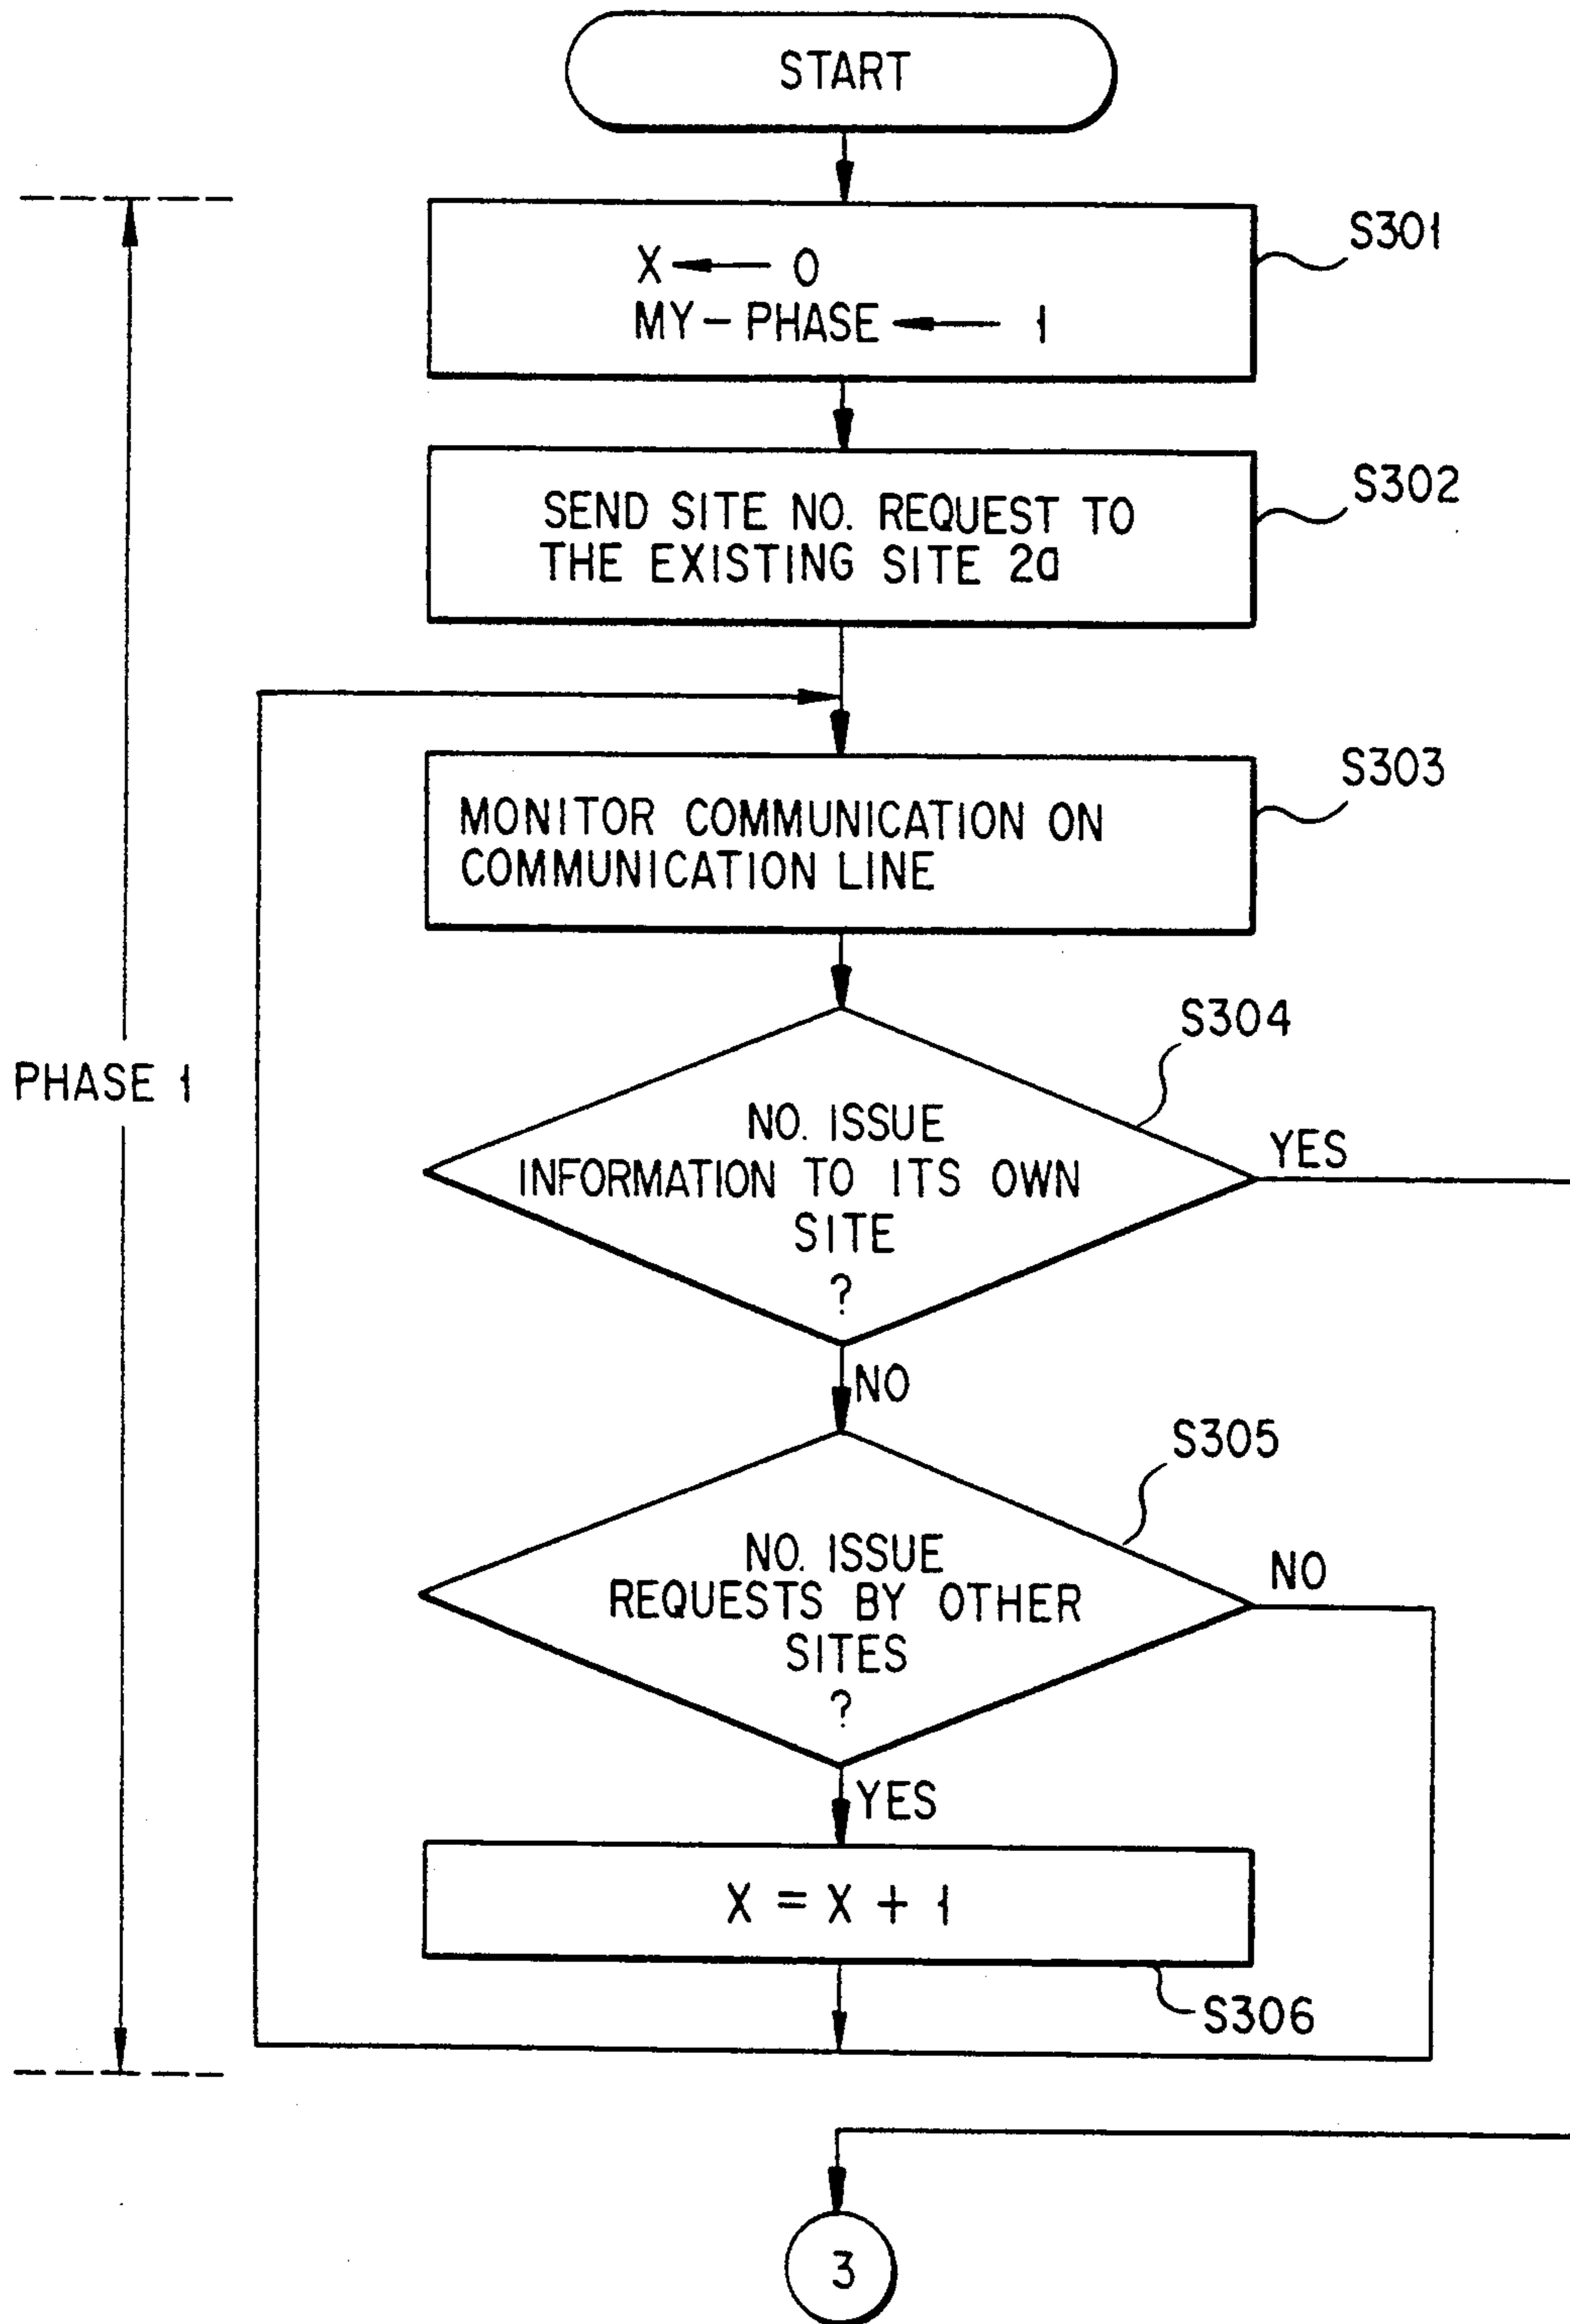 START
S301
X ← 0
MY-PHASE ← 1
S302
SEND SITE NO. REQUEST TO
THE EXISTING SITE 2a
S303
MONITOR COMMUNICATION ON
COMMUNICATION LINE
S304
PHASE 1
NO. ISSUE
INFORMATION TO ITS OWN
SITE
?
YES
NO
S305
NO. ISSUE
REQUESTS BY OTHER
SITES
?
NO
YES
X = X + 1
S306
3